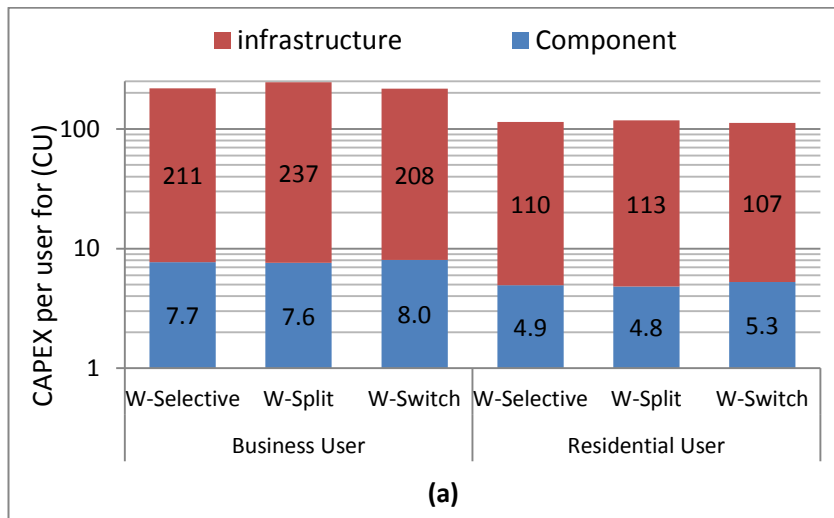 infrastructure Component
CAPEX per user for (CU)
100
10
1
211 237 208 110 113 107
7.7 7.6 8.0 4.9 4.8 5.3
W-Selective W-Split W-Switch W-Selective W-Split W-Switch
Business User Residential User
(a)